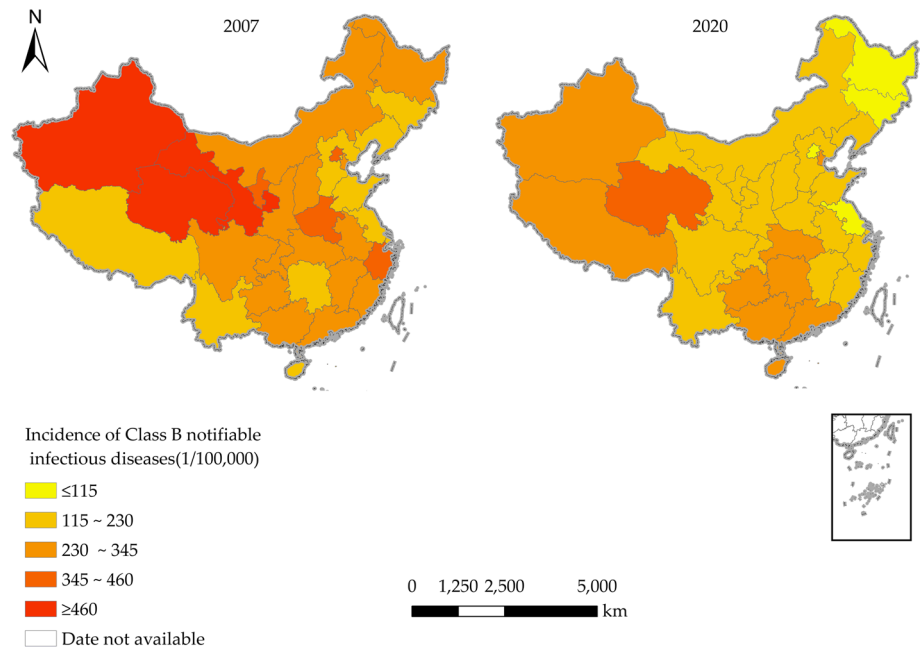 N
2007
2020
Incidence of Class B notifiable
infectious diseases(1/100,000)
≤115
115 ~ 230
230 ~ 345
345 ~ 460
≥460
Date not available
0 1,250 2,500 5,000
km